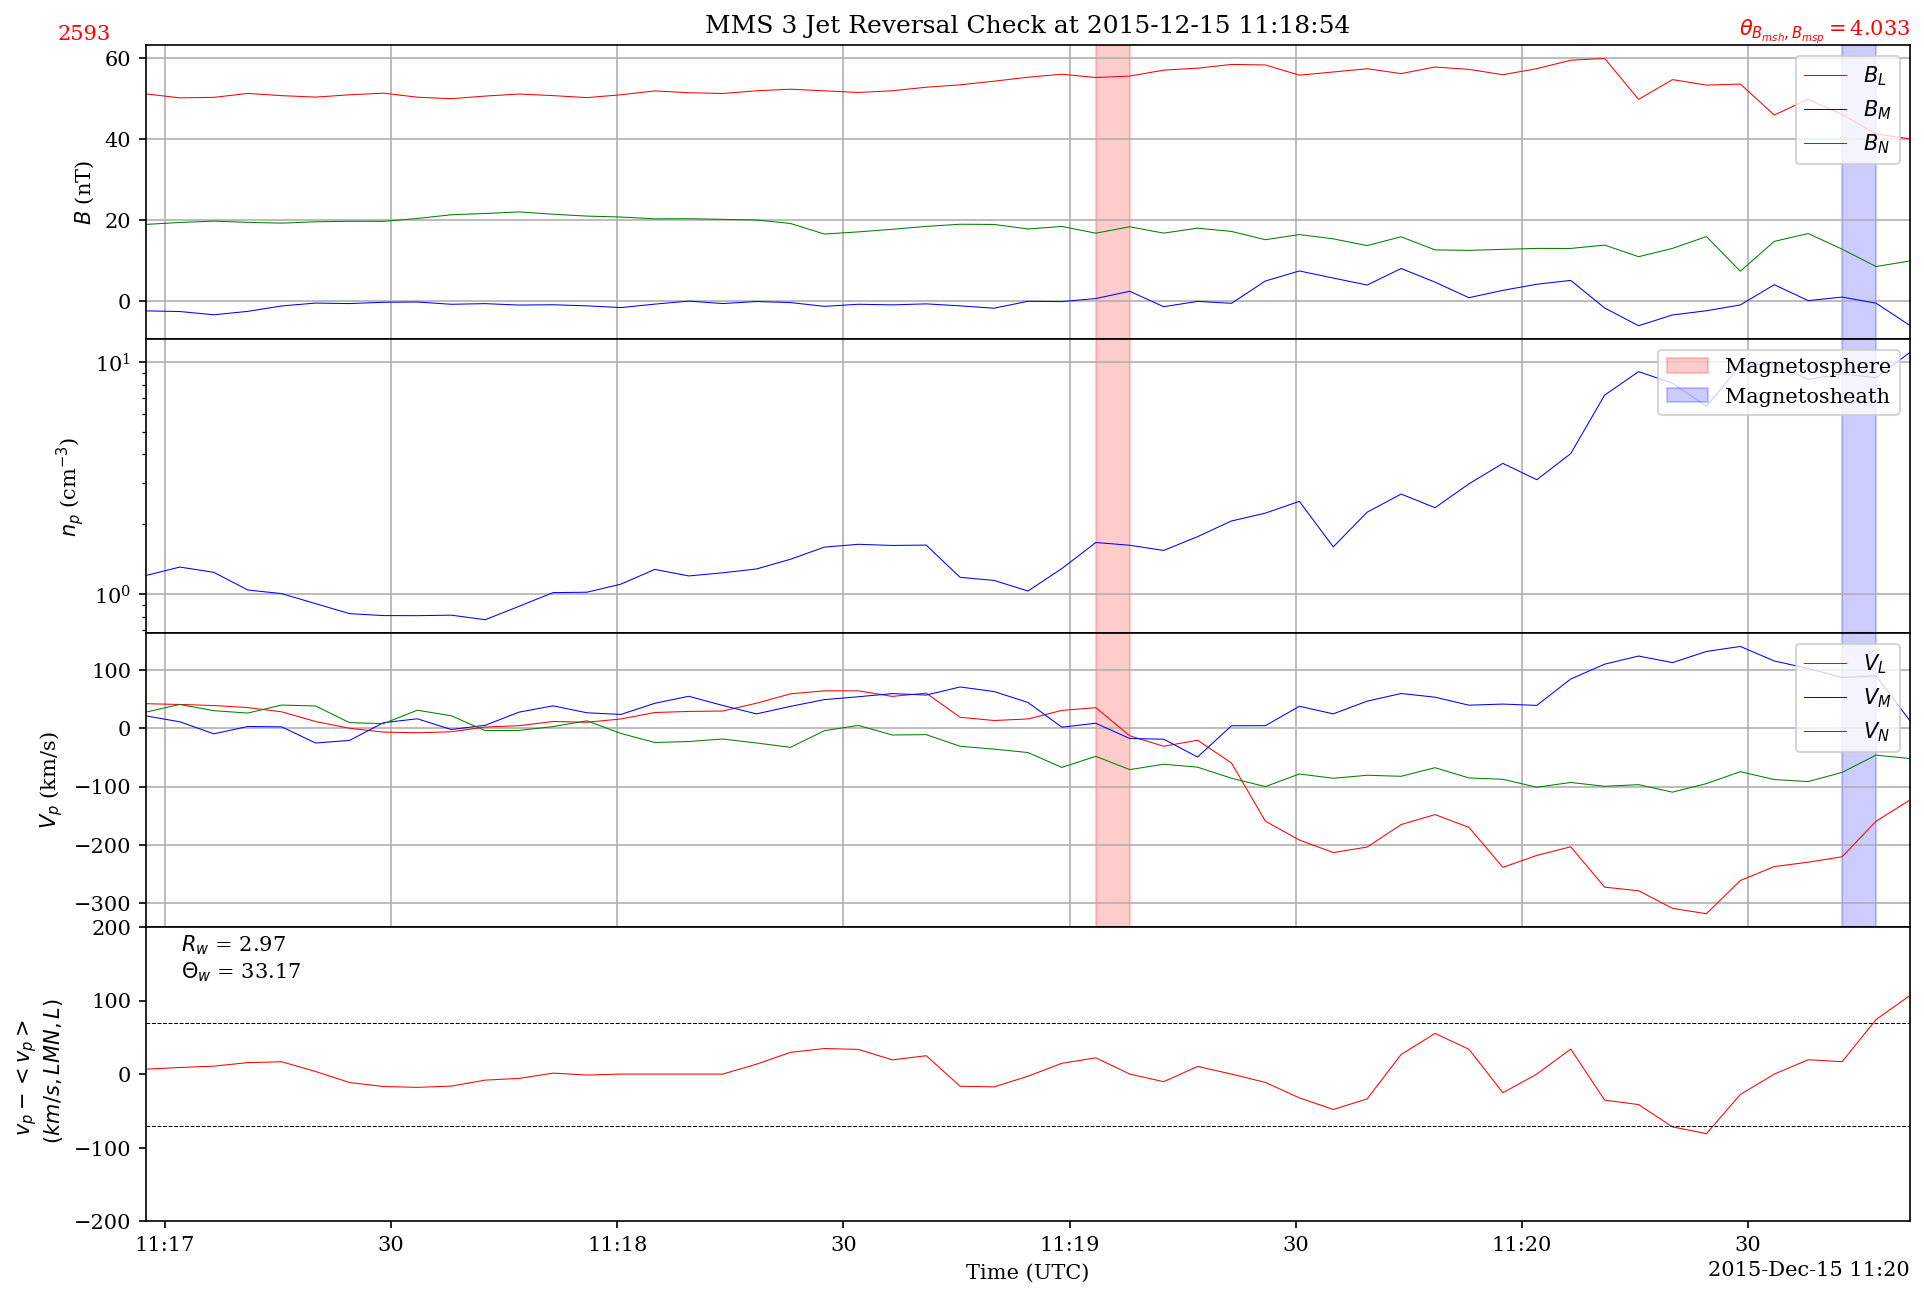 2593
MMS 3 Jet Reversal Check at 2015-12-15 11:18:54
θ_{B_{msh}, B_{msp}} = 4.033
B (nT)
60
40
20
0
B_L
B_M
B_N
n_p (cm⁻³)
10¹
10⁰
Magnetosphere
Magnetosheath
V_p (km/s)
100
0
−100
−200
−300
V_L
V_M
V_N
v_p − < v_p >
(km/s, LMN, L)
200
100
0
−100
−200
R_w = 2.97
Θ_w = 33.17
11:17 30 11:18 30 11:19 30 11:20 30
Time (UTC)
2015-Dec-15 11:20